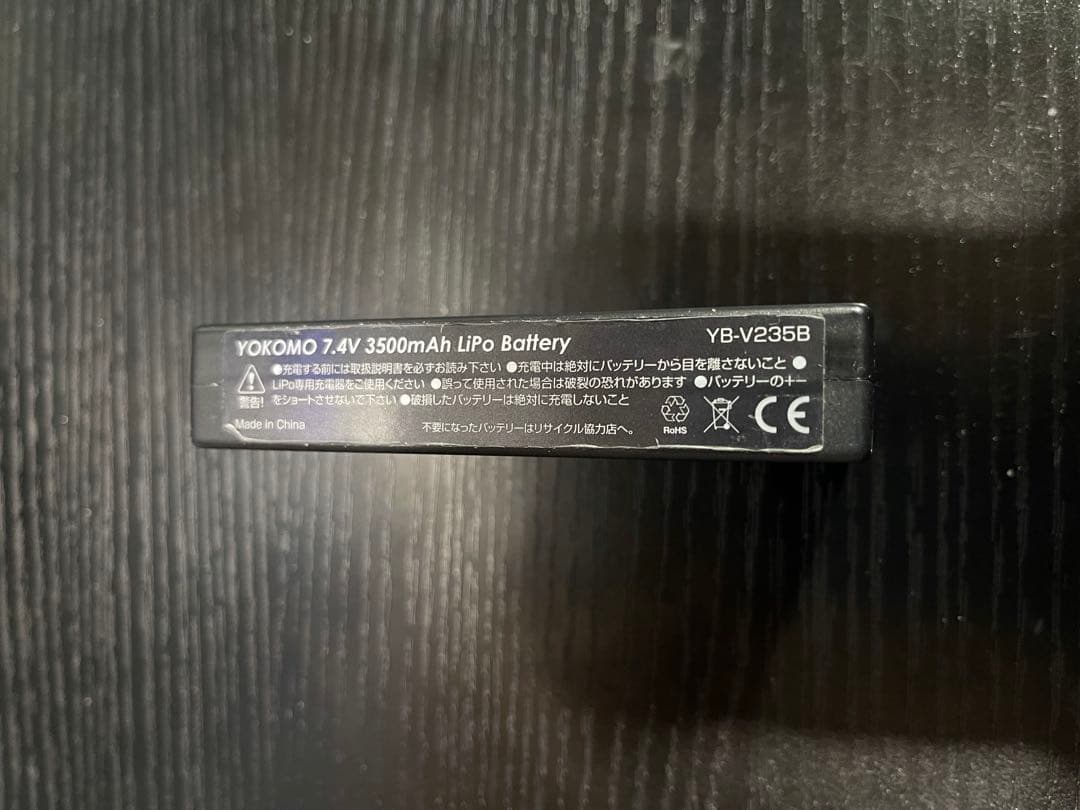 YOKOMO 7.4V 3500mAh LiPo Battery YB-V235B
●充電する前には取扱説明書を必ずお読み下さい ●充電中は絶対にバッテリーから目を離さないこと ●
LiPo専用充電器をご使用ください ●誤って使用された場合は破裂の恐れがあります ●バッテリーの+−
警告! をショートさせないで下さい ●破損したバッテリーは絶対に充電しないこと
RoHS CE
Made in China 不要になったバッテリーはリサイクル協力店へ。